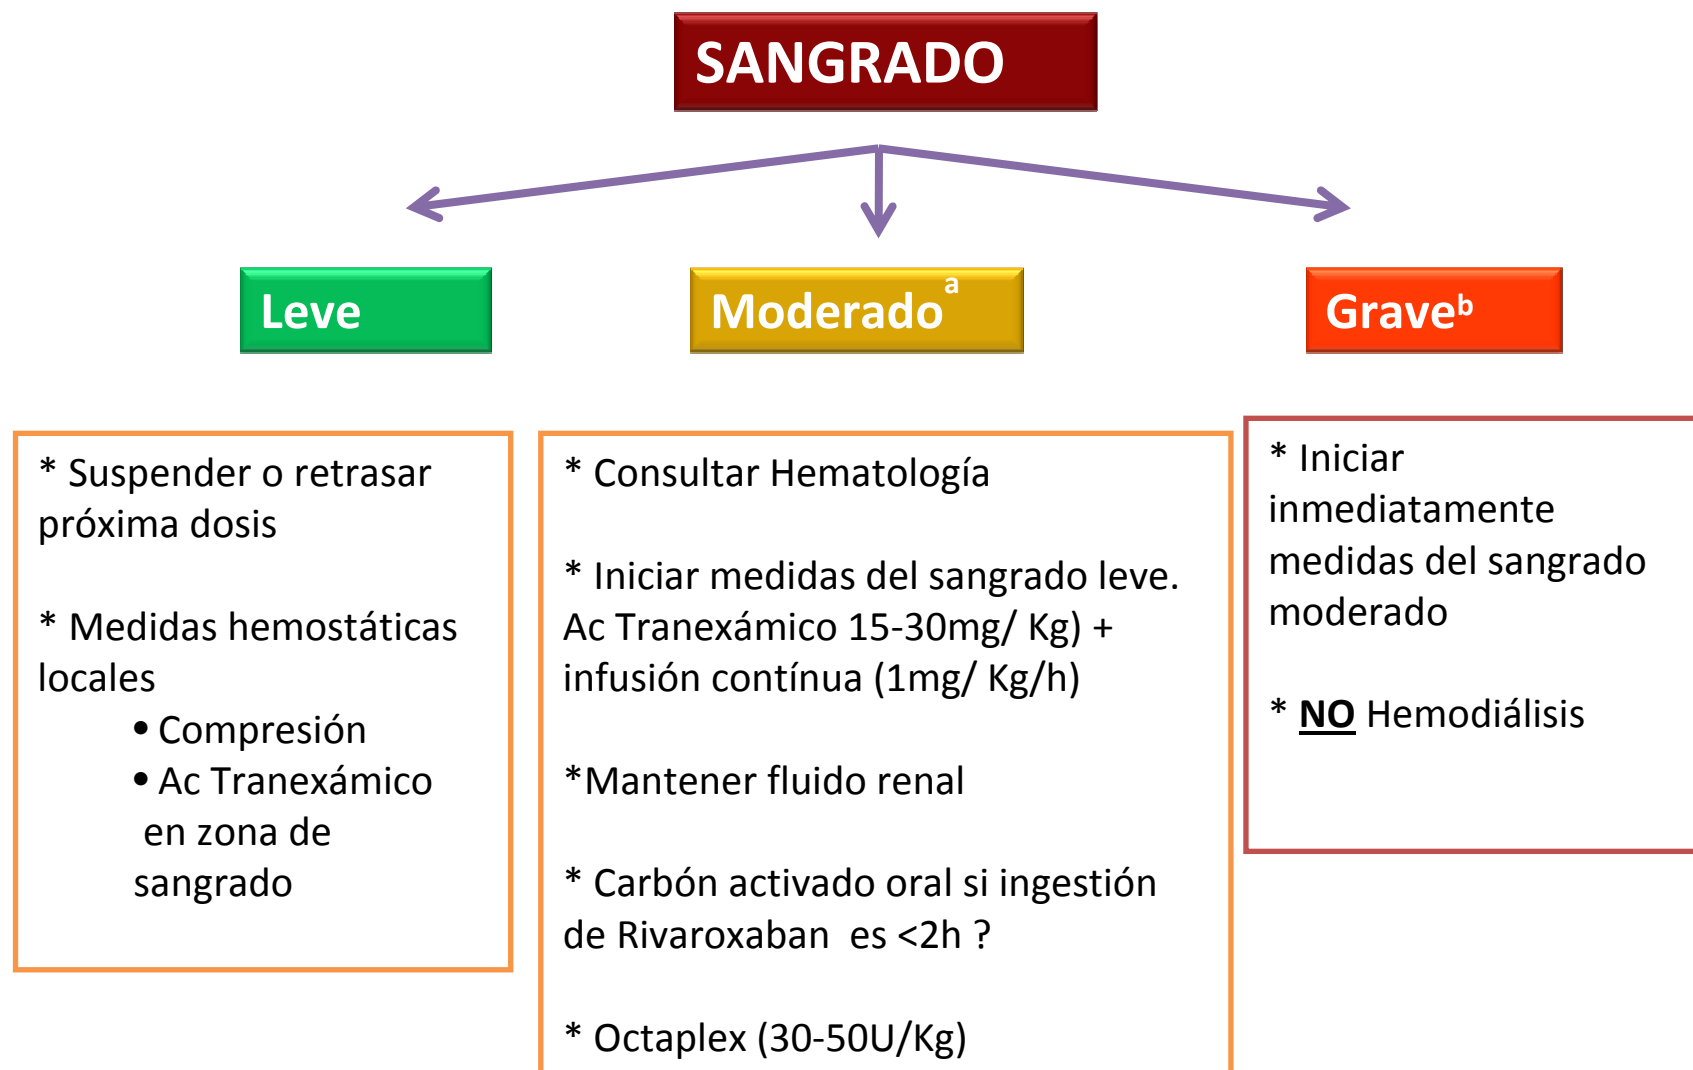 SANGRADO
Leve
Moderado a
Grave b
* Suspender o retrasar
próxima dosis
* Medidas hemostáticas
locales
• Compresión
• Ac Tranexámico
en zona de
sangrado
* Consultar Hematología
* Iniciar medidas del sangrado leve.
Ac Tranexámico 15-30mg/ Kg) +
infusión contínua (1mg/ Kg/h)
*Mantener fluido renal
* Carbón activado oral si ingestión
de Rivaroxaban es <2h ?
* Octaplex (30-50U/Kg)
* Iniciar
inmediatamente
medidas del sangrado
moderado
* NO Hemodiálisis